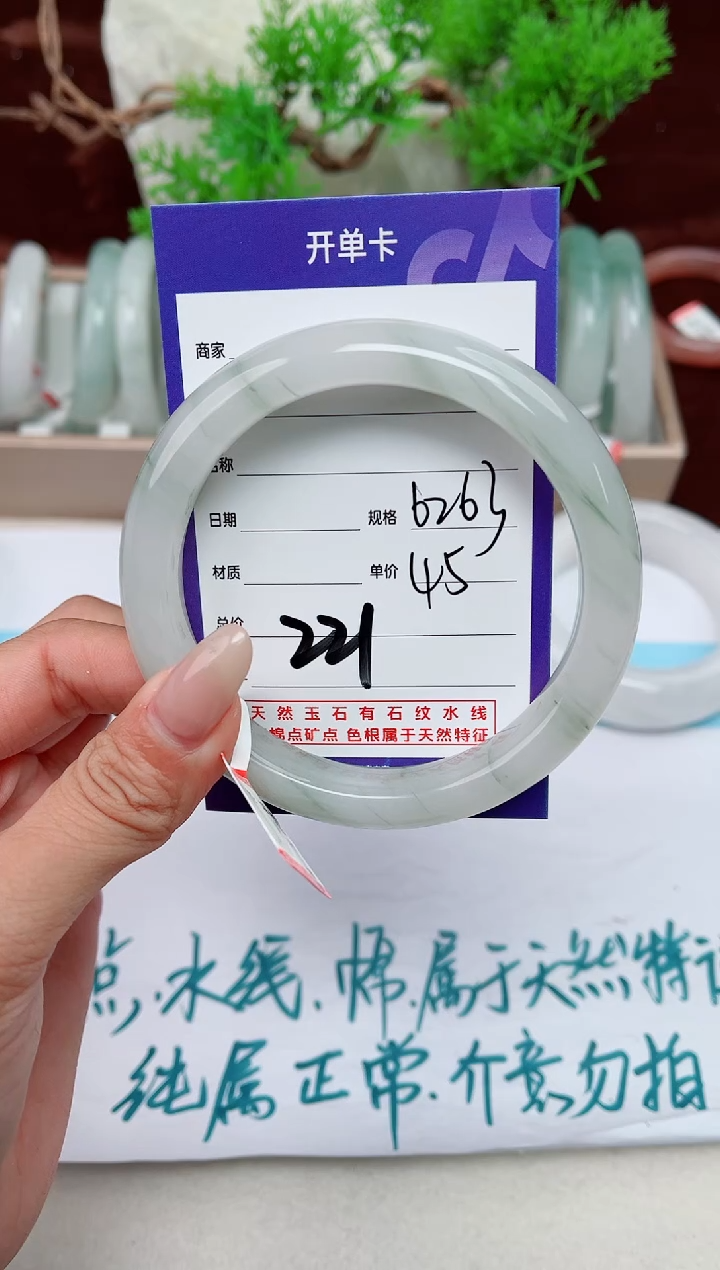 开单卡
商家
名称
日期 规格 6263
材质 单价 45
总价 221
天然玉石有石纹水线
棉点矿点 色根属于天然特征
点.水线.棉.属于天然特
纯属正常.介意勿拍